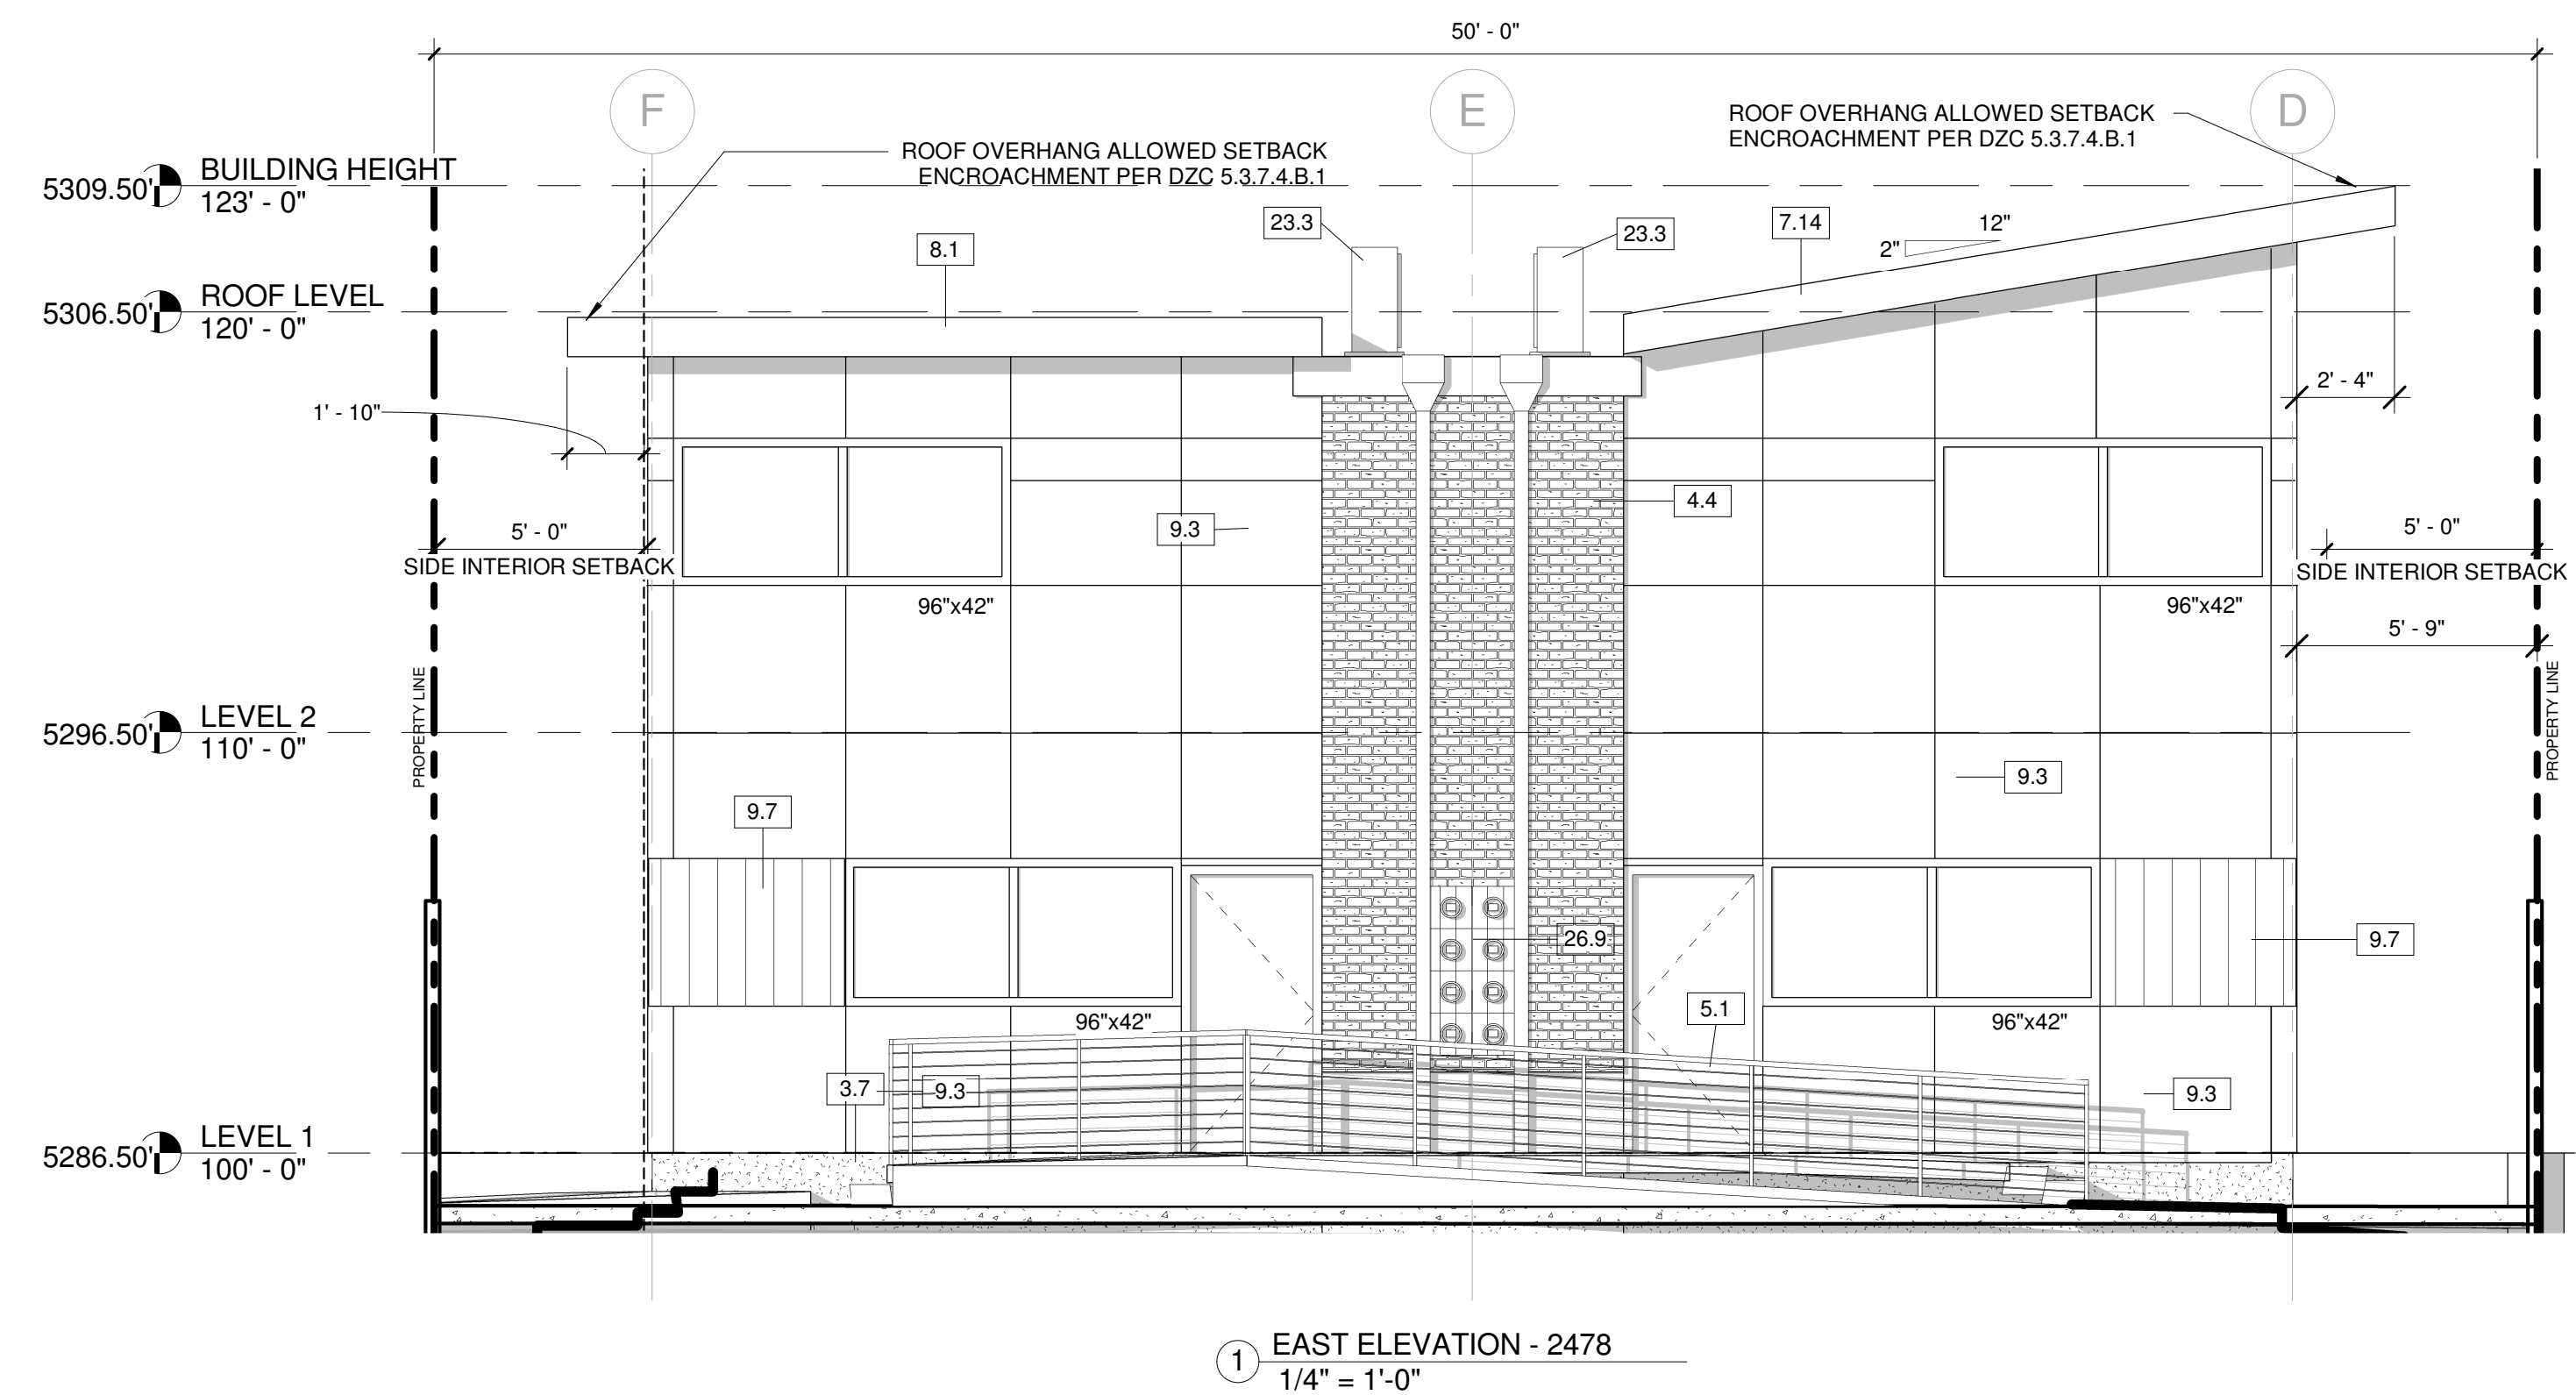 50' - 0"
F
E
D
ROOF OVERHANG ALLOWED SETBACK
ENCROACHMENT PER DZC 5.3.7.4.B.1
ROOF OVERHANG ALLOWED SETBACK
ENCROACHMENT PER DZC 5.3.7.4.B.1
5309.50'
BUILDING HEIGHT
123' - 0"
23.3
23.3
7.14
12"
2"
8.1
5306.50'
ROOF LEVEL
120' - 0"
1' - 10"
2' - 4"
9.3
4.4
5' - 0"
SIDE INTERIOR SETBACK
5' - 0"
SIDE INTERIOR SETBACK
96"x42"
96"x42"
5' - 9"
PROPERTY LINE
PROPERTY LINE
5296.50'
LEVEL 2
110' - 0"
9.3
9.7
26.9
9.7
96"x42"
5.1
96"x42"
3.7
9.3
9.3
5286.50'
LEVEL 1
100' - 0"
1
EAST ELEVATION - 2478
1/4" = 1'-0"